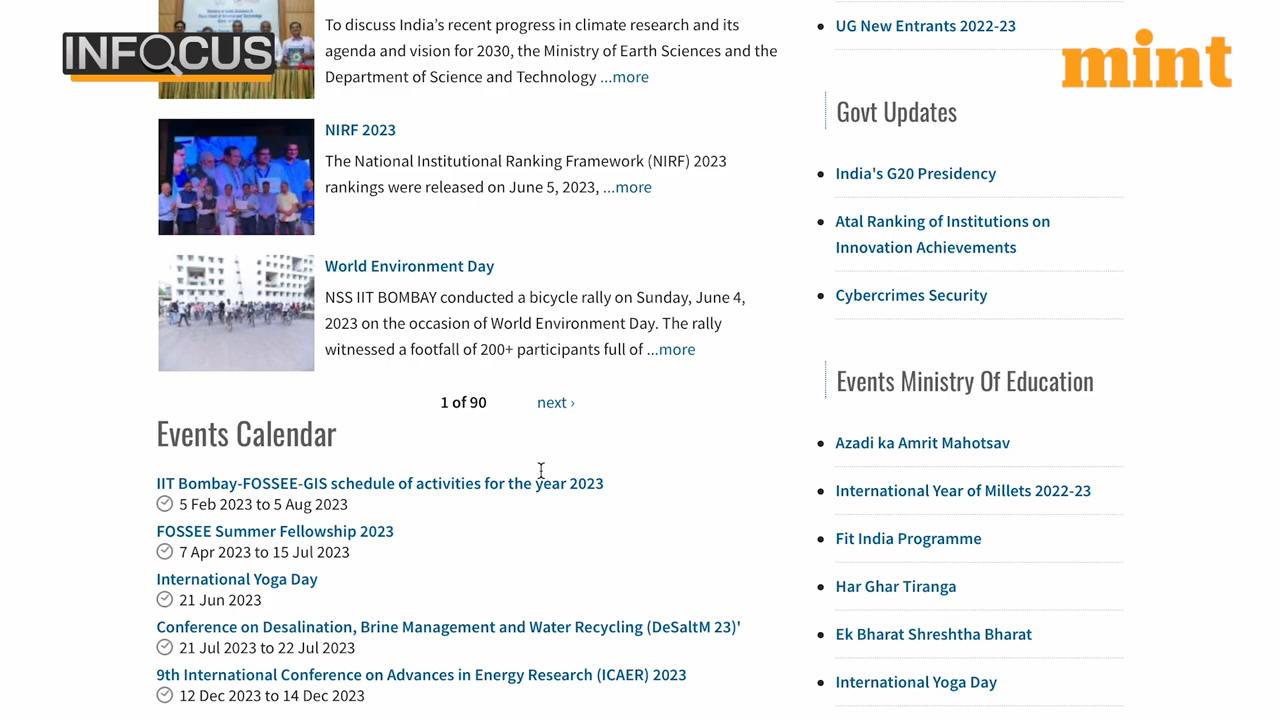 INFOCUS
mint
To discuss India's recent progress in climate research and its
agenda and vision for 2030, the Ministry of Earth Sciences and the
Department of Science and Technology ...more
NIRF 2023
The National Institutional Ranking Framework (NIRF) 2023
rankings were released on June 5, 2023, ...more
World Environment Day
NSS IIT BOMBAY conducted a bicycle rally on Sunday, June 4,
2023 on the occasion of World Environment Day. The rally
witnessed a footfall of 200+ participants full of ...more
1 of 90 next ›
Events Calendar
IIT Bombay-FOSSEE-GIS schedule of activities for the year 2023
5 Feb 2023 to 5 Aug 2023
FOSSEE Summer Fellowship 2023
7 Apr 2023 to 15 Jul 2023
International Yoga Day
21 Jun 2023
Conference on Desalination, Brine Management and Water Recycling (DeSaltM 23)'
21 Jul 2023 to 22 Jul 2023
9th International Conference on Advances in Energy Research (ICAER) 2023
12 Dec 2023 to 14 Dec 2023
UG New Entrants 2022-23
Govt Updates
India's G20 Presidency
Atal Ranking of Institutions on
Innovation Achievements
Cybercrimes Security
Events Ministry Of Education
Azadi ka Amrit Mahotsav
International Year of Millets 2022-23
Fit India Programme
Har Ghar Tiranga
Ek Bharat Shreshtha Bharat
International Yoga Day